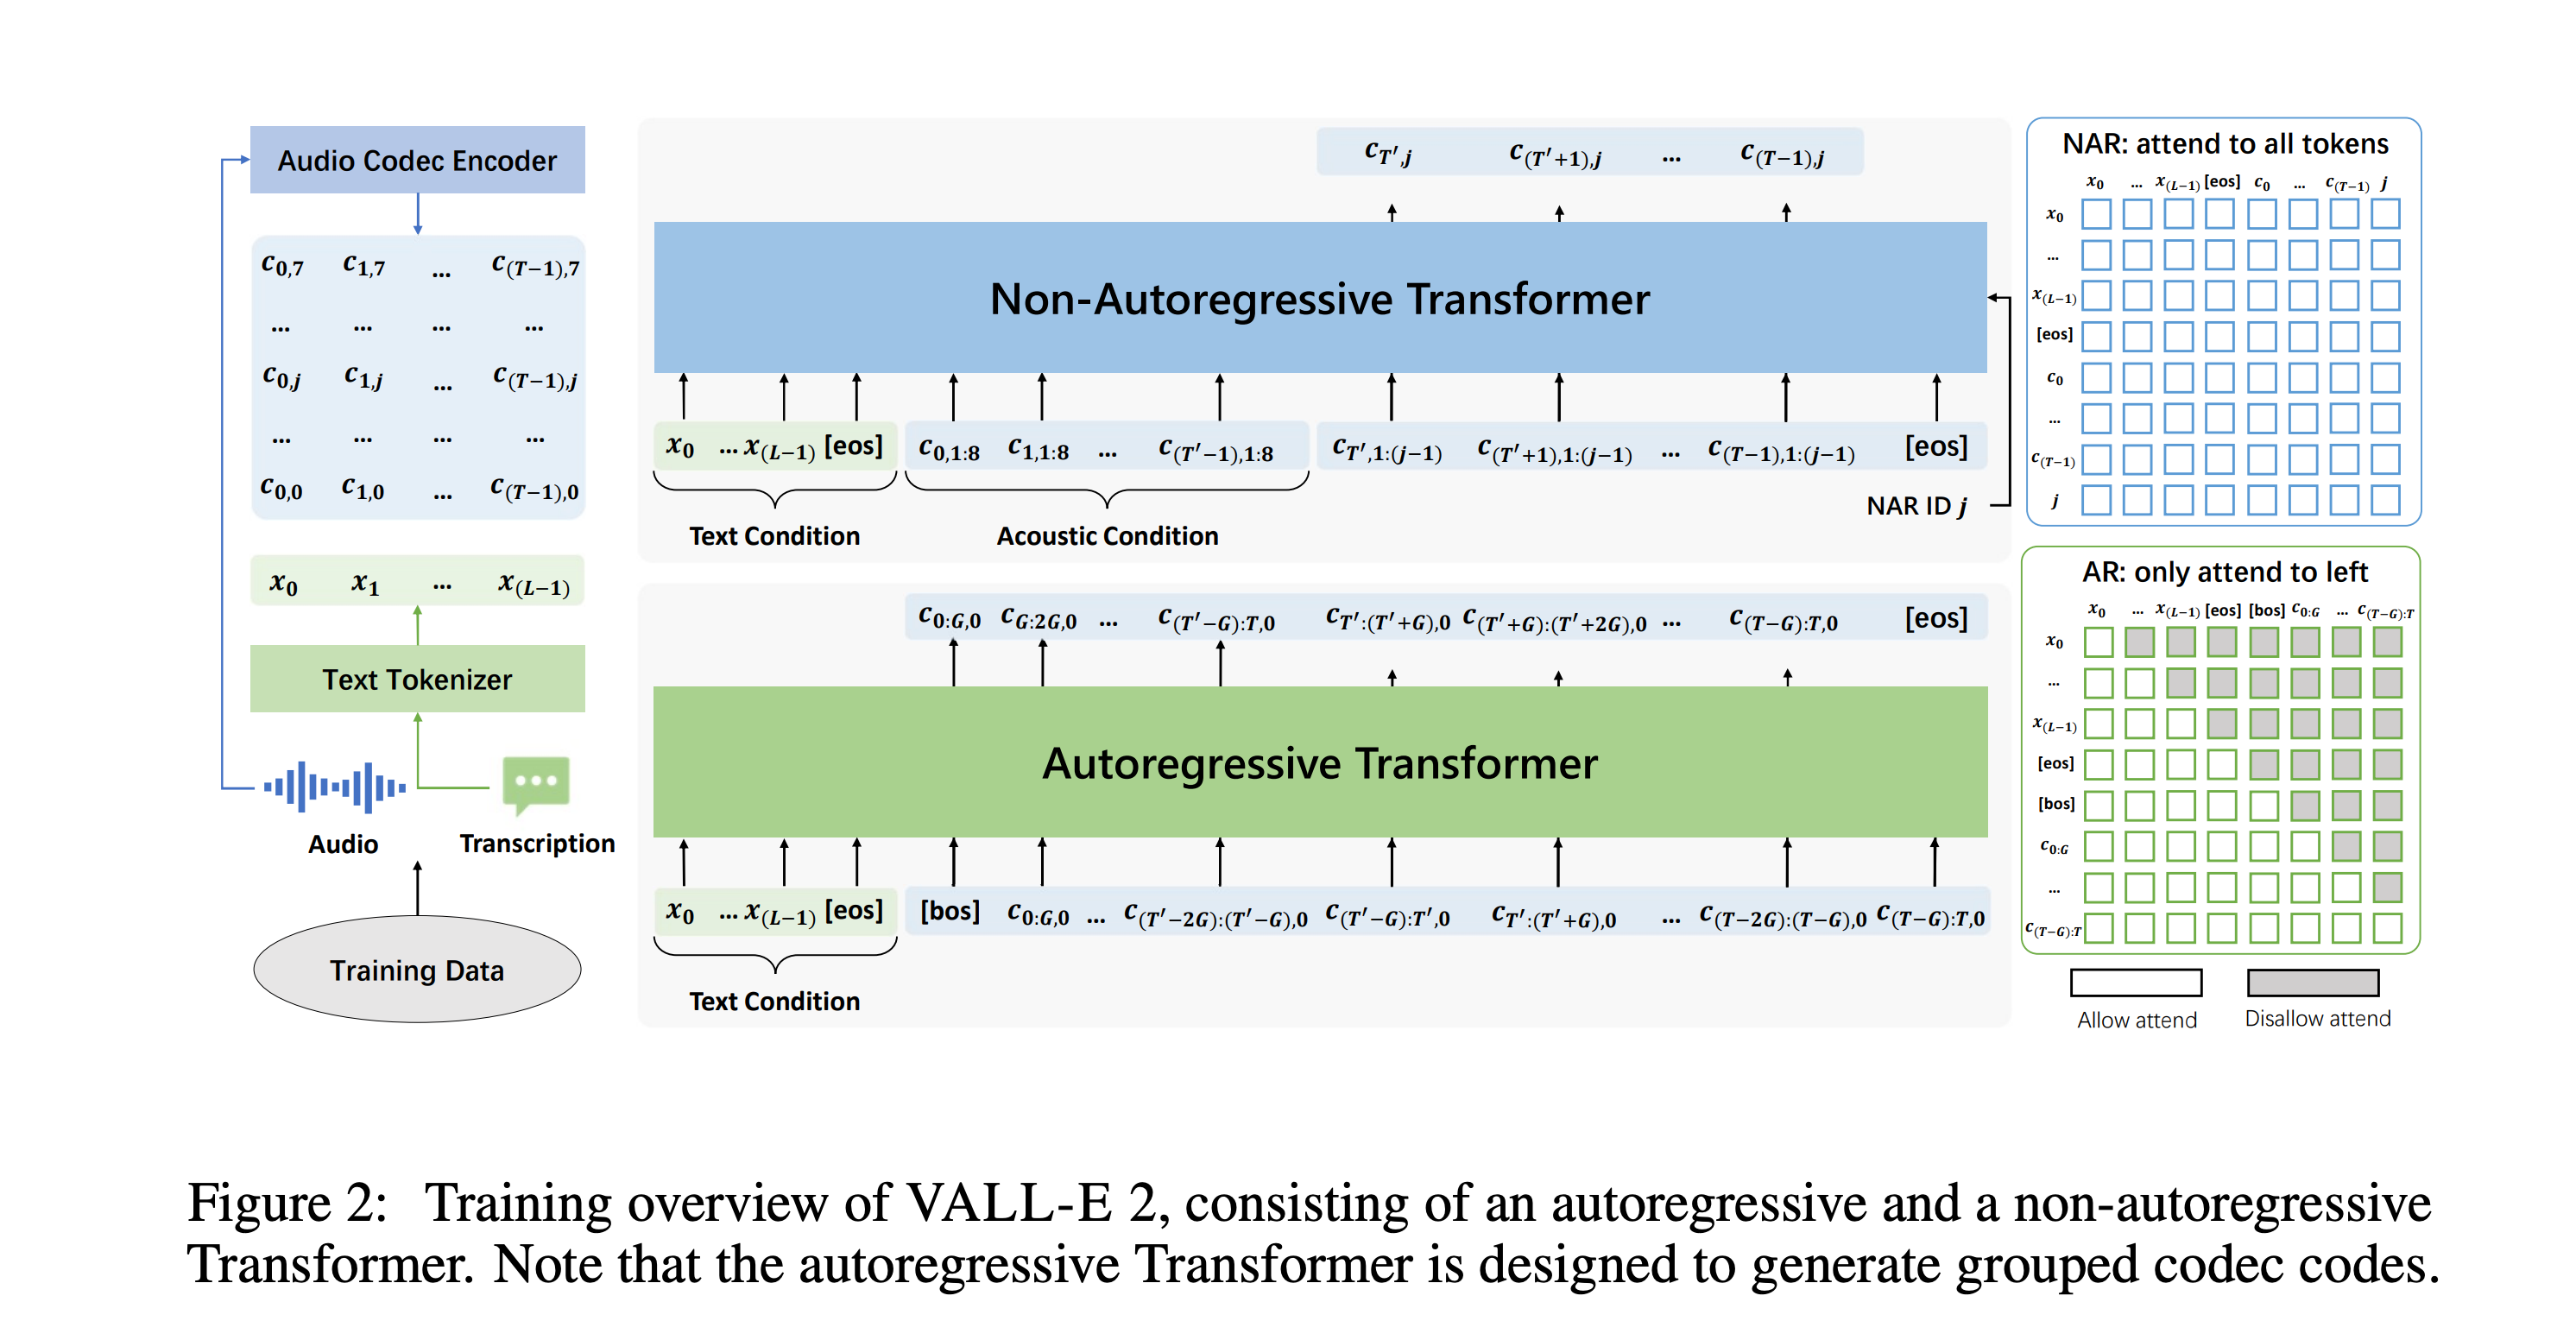 Audio Codec Encoder
c_{0,7} c_{1,7} ... c_{(T−1),7}
... ... ... ...
c_{0,j} c_{1,j} ... c_{(T−1),j}
... ... ... ...
c_{0,0} c_{1,0} ... c_{(T−1),0}
x_0 x_1 ... x_{(L−1)}
Text Tokenizer
Audio
Transcription
Training Data
c_{T′,j} c_{(T′+1),j} ... c_{(T−1),j}
Non-Autoregressive Transformer
x_0 ... x_{(L−1)} [eos] c_{0,1:8} c_{1,1:8} ... c_{(T′−1),1:8} c_{T′,1:(j−1)} c_{(T′+1),1:(j−1)} ... c_{(T−1),1:(j−1)} [eos]
NAR ID j
Text Condition
Acoustic Condition
c_{0:G,0} c_{G:2G,0} ... c_{(T′−G):T,0} c_{T′:(T′+G),0} c_{(T′+G):(T′+2G),0} ... c_{(T−G):T,0} [eos]
Autoregressive Transformer
x_0 ... x_{(L−1)} [eos] [bos] c_{0:G,0} ... c_{(T′−2G):(T′−G),0} c_{(T′−G):T′,0} c_{T′:(T′+G),0} ... c_{(T−2G):(T−G),0} c_{(T−G):T,0}
Text Condition
NAR: attend to all tokens
x_0 ... x_{(L−1)} [eos] c_0 ... c_{(T−1)} j
x_0
...
x_{(L−1)}
[eos]
c_0
...
c_{(T−1)}
j
AR: only attend to left
x_0 ... x_{(L−1)} [eos] [bos] c_{0:G} ... c_{(T−G):T}
x_0
...
x_{(L−1)}
[eos]
[bos]
c_{0:G}
...
c_{(T−G):T}
Allow attend
Disallow attend
Figure 2: Training overview of VALL-E 2, consisting of an autoregressive and a non-autoregressive
Transformer. Note that the autoregressive Transformer is designed to generate grouped codec codes.